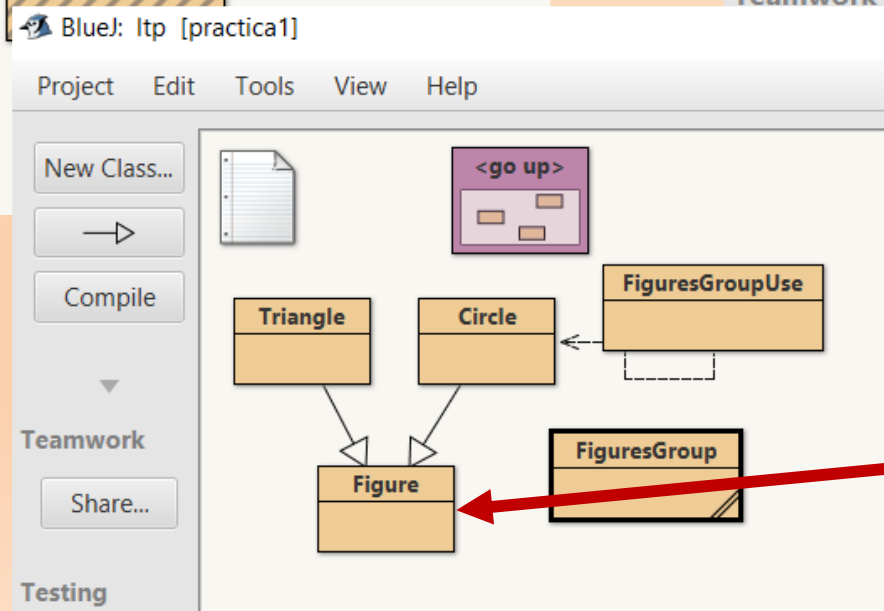 Teamwork
BlueJ: ltp [practica1]
Project Edit Tools View Help
New Class...
<go up>
FiguresGroupUse
Compile
Triangle
Circle
Teamwork
FiguresGroup
Share...
Figure
Testing